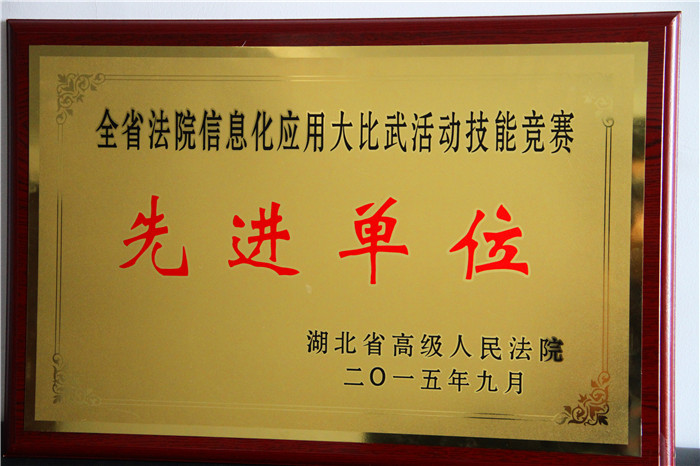 全省法院信息化应用大比武活动技能竞赛
先进单位
湖北省高级人民法院
二〇一五年九月